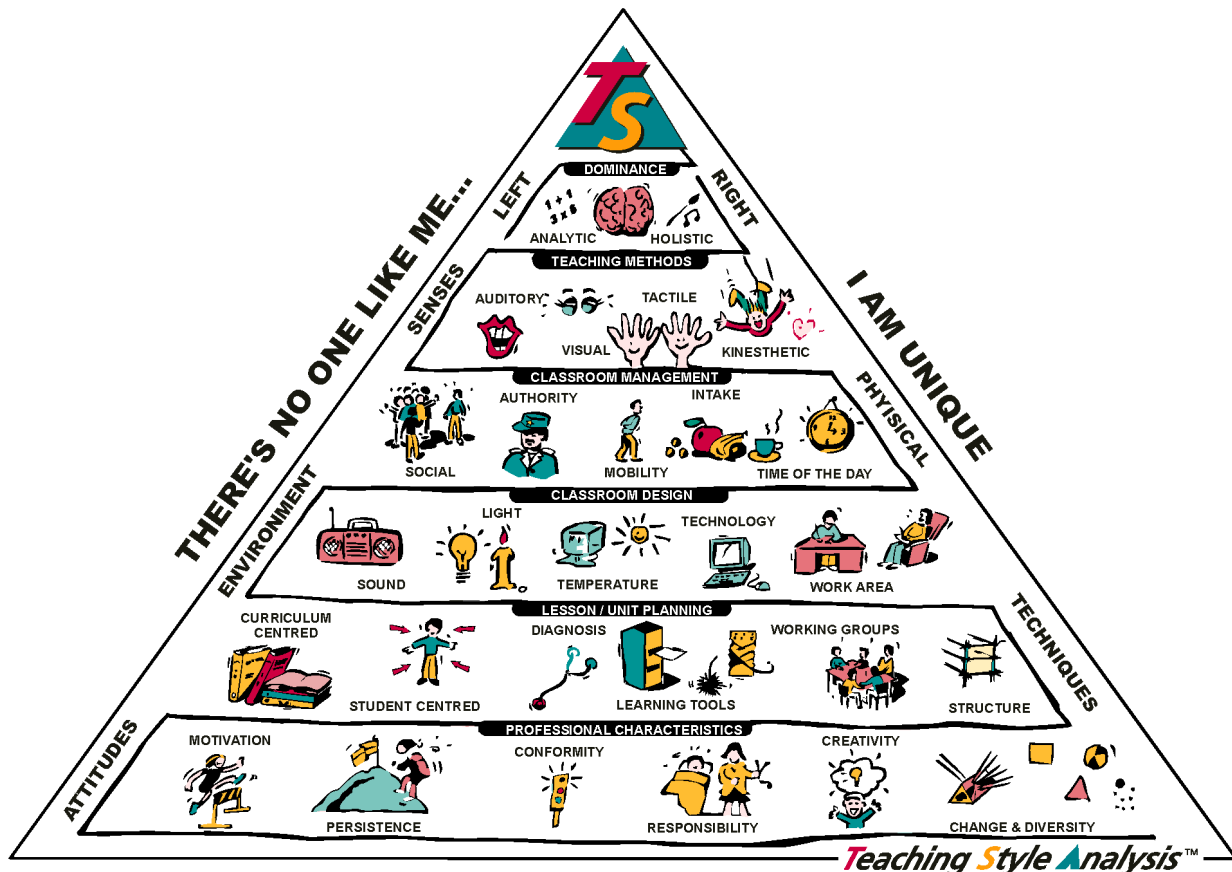 TS
DOMINANCE
LEFT
RIGHT
1 + 1
3 x 6
ANALYTIC
HOLISTIC
THERE'S NO ONE LIKE ME...
I AM UNIQUE
TEACHING METHODS
SENSES
AUDITORY
TACTILE
VISUAL
KINESTHETIC
CLASSROOM MANAGEMENT
PHYISICAL
AUTHORITY
INTAKE
SOCIAL
MOBILITY
TIME OF THE DAY
CLASSROOM DESIGN
ENVIRONMENT
LIGHT
TECHNOLOGY
SOUND
TEMPERATURE
WORK AREA
LESSON / UNIT PLANNING
TECHNIQUES
CURRICULUM
CENTRED
DIAGNOSIS
WORKING GROUPS
STUDENT CENTRED
LEARNING TOOLS
STRUCTURE
PROFESSIONAL CHARACTERISTICS
ATTITUDES
MOTIVATION
CONFORMITY
CREATIVITY
PERSISTENCE
RESPONSIBILITY
CHANGE & DIVERSITY
Teaching Style Analysis™